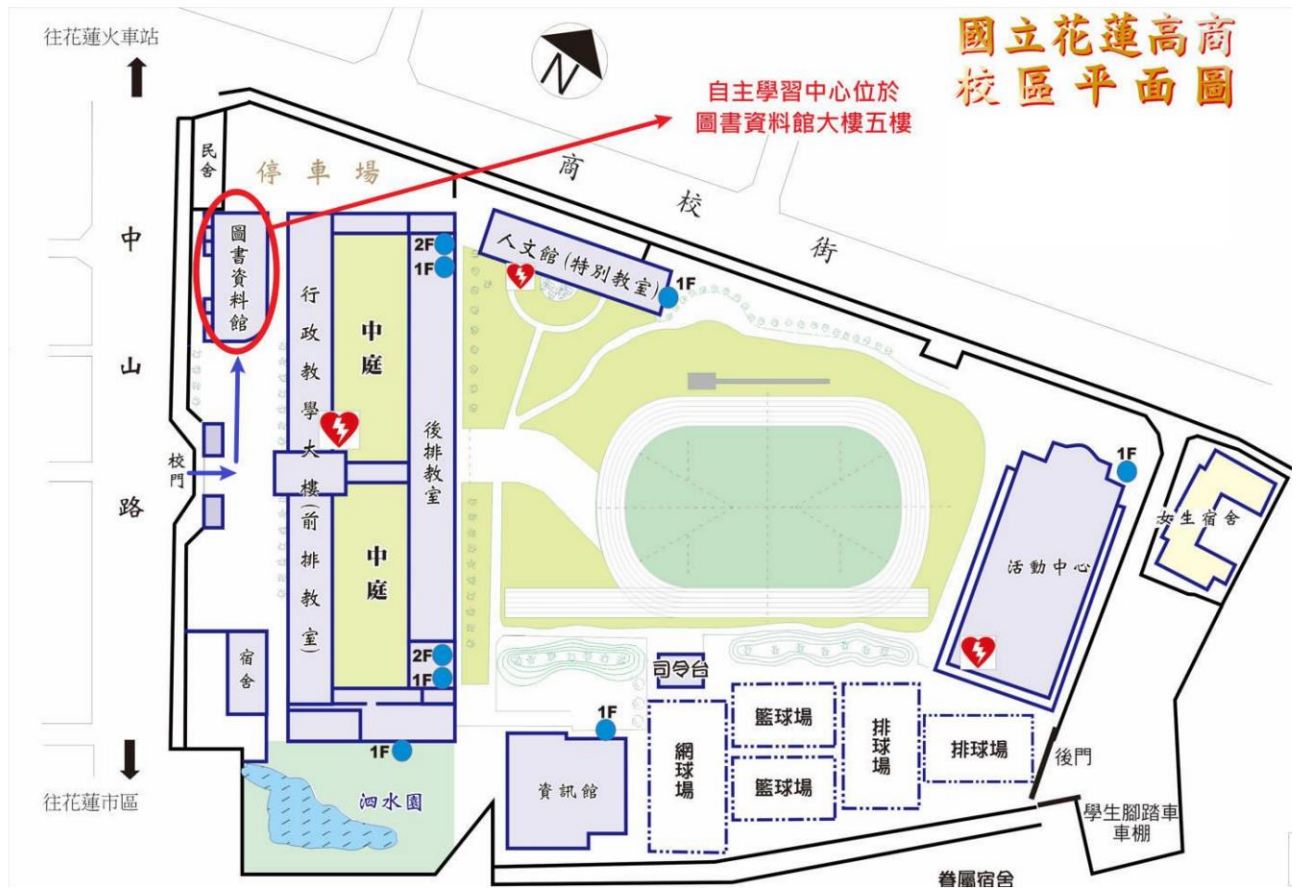 往花蓮火車站
國立花蓮高商
校區平面圖
N
自主學習中心位於
圖書資料館大樓五樓
民舍
停車場
商校街
中山路
圖書資料館
行政教學大樓(前排教室)
中庭
2F
1F
人文館(特別教室)
1F
後排教室
校門
中庭
1F
女生宿舍
活動中心
宿舍
2F
1F
司令台
1F
1F
籃球場
網球場
排球場
排球場
籃球場
後門
資訊館
泗水園
往花蓮市區
學生腳踏車
車棚
眷屬宿舍